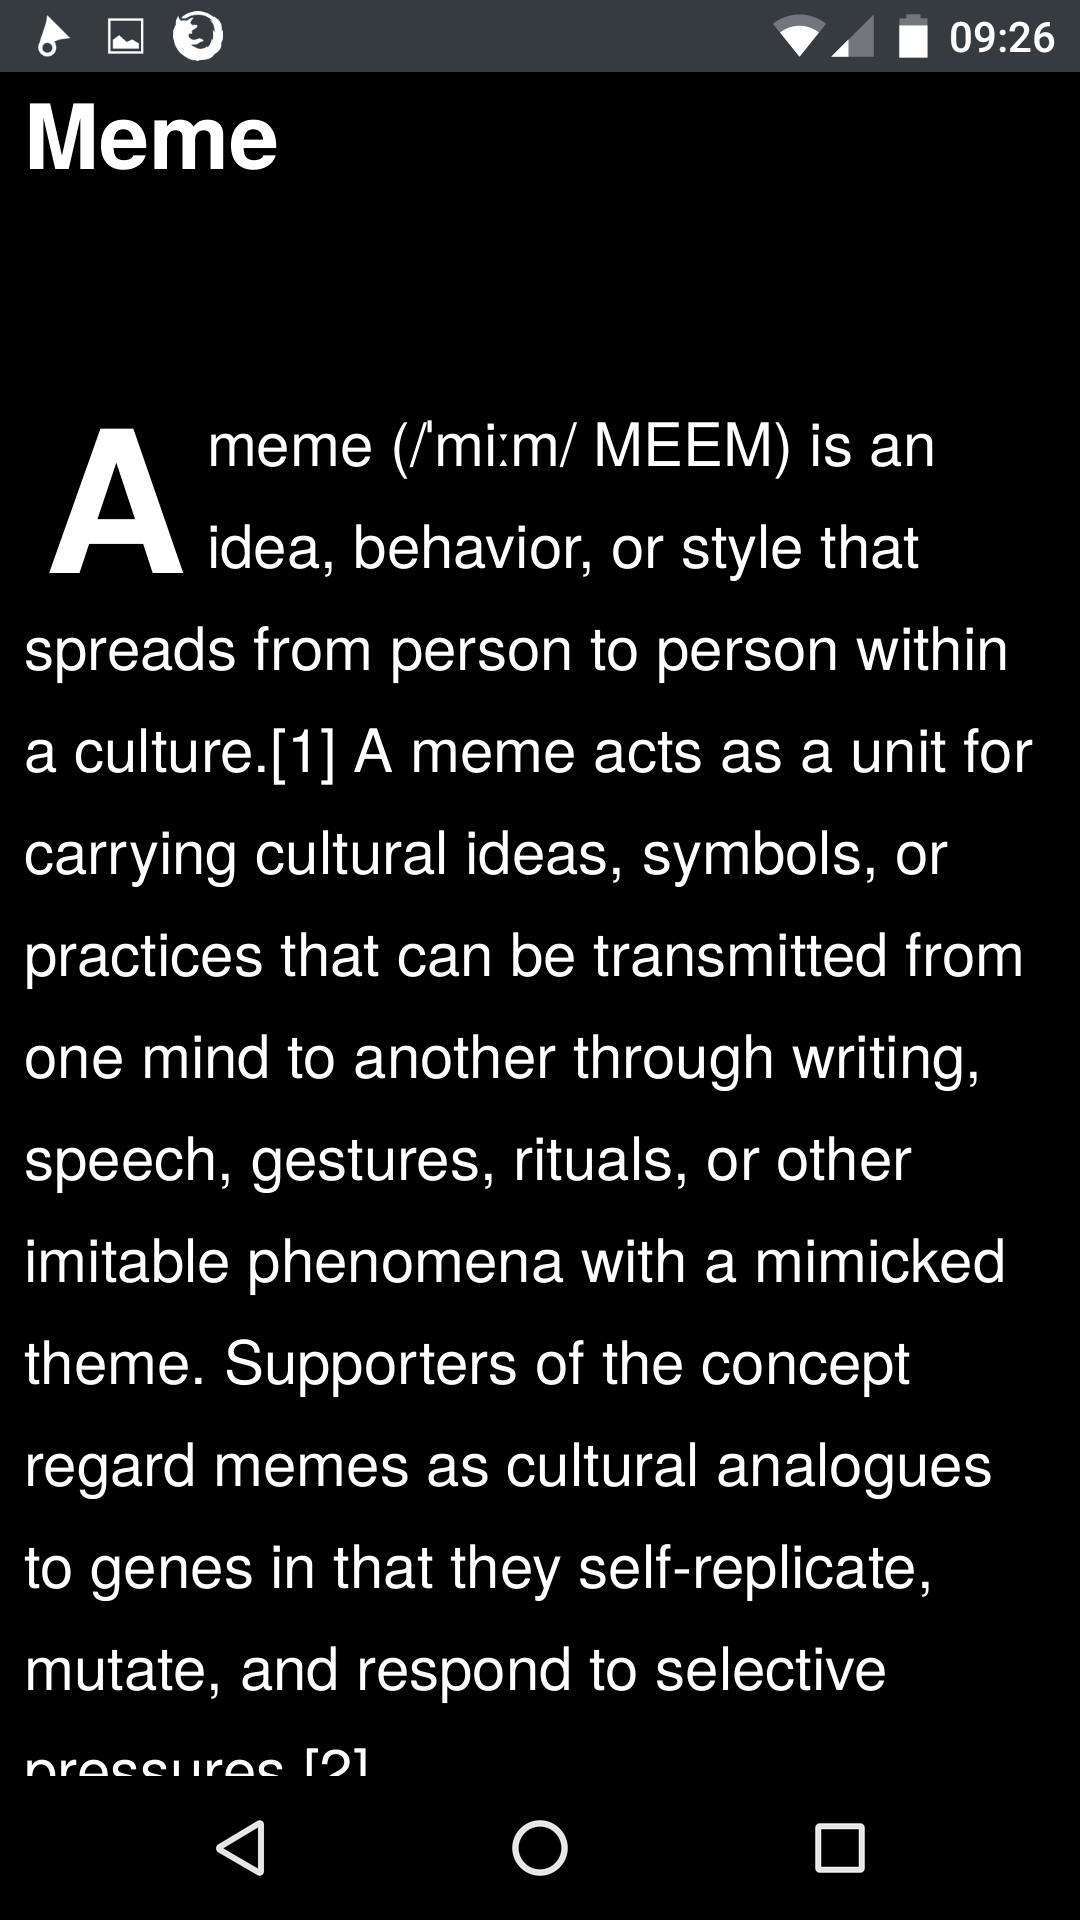 09:26
Meme
A meme (/ˈmiːm/ MEEM) is an
idea, behavior, or style that
spreads from person to person within
a culture.[1] A meme acts as a unit for
carrying cultural ideas, symbols, or
practices that can be transmitted from
one mind to another through writing,
speech, gestures, rituals, or other
imitable phenomena with a mimicked
theme. Supporters of the concept
regard memes as cultural analogues
to genes in that they self-replicate,
mutate, and respond to selective
pressures.[2]